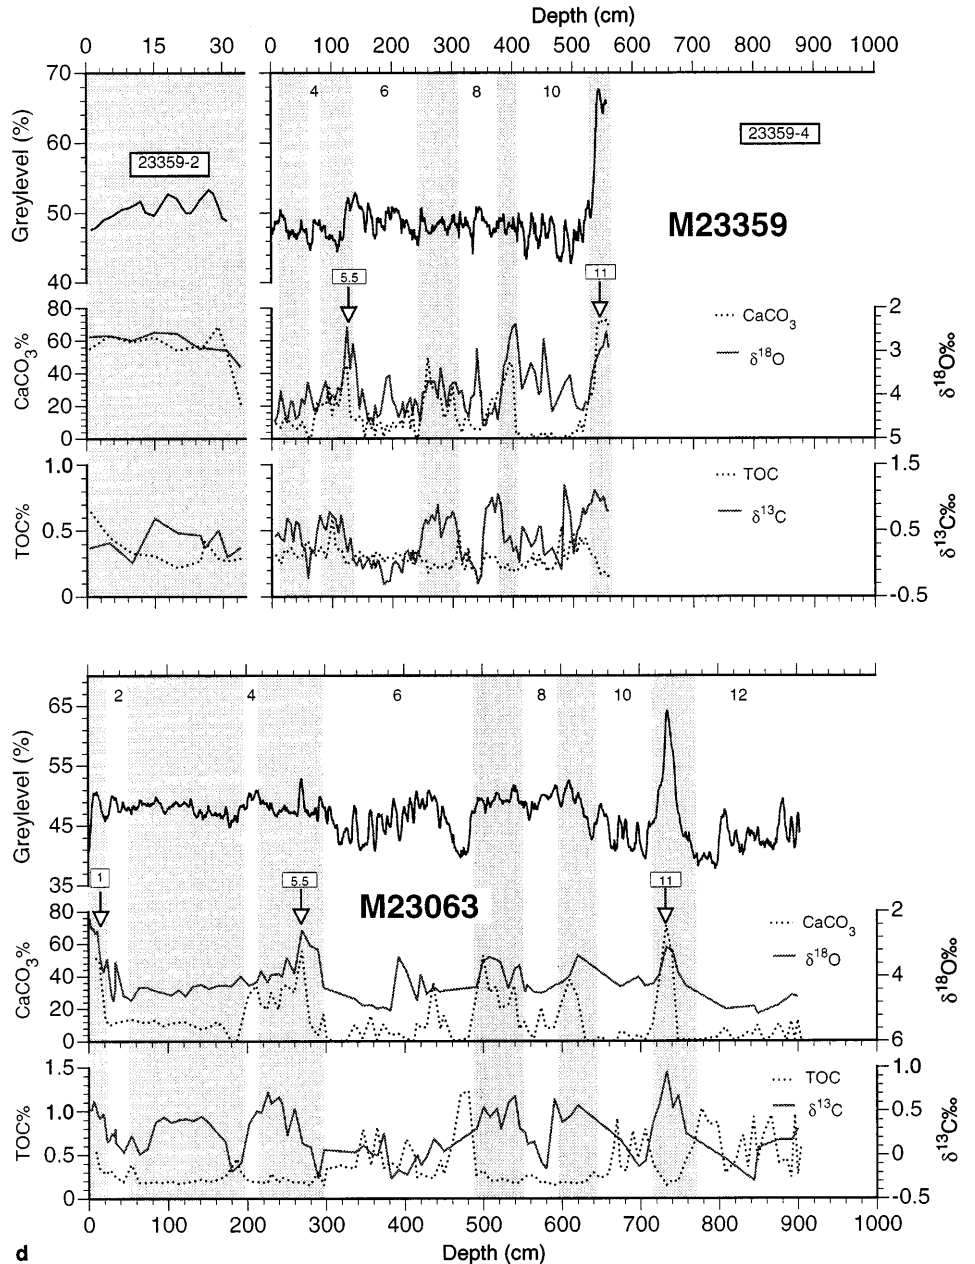 Depth (cm)
0 15 30 0 100 200 300 400 500 600 700 800 900 1000
70
60
50
40
Greylevel (%)
4 6 8 10
23359-2
23359-4
M23359
5.5
11
80
60
40
20
0
CaCO3%
CaCO3
δ18O
2
3
4
5
δ18O‰
1.0
0.5
0
TOC%
TOC
δ13C
1.5
0.5
-0.5
δ13C‰
2 4 6 8 10 12
65
55
45
35
Greylevel (%)
1
5.5
11
M23063
80
60
40
20
0
CaCO3%
CaCO3
δ18O
2
4
6
δ18O‰
1.5
1.0
0.5
0
TOC%
TOC
δ13C
1.0
0.5
0
-0.5
δ13C‰
0 100 200 300 400 500 600 700 800 900 1000
d Depth (cm)